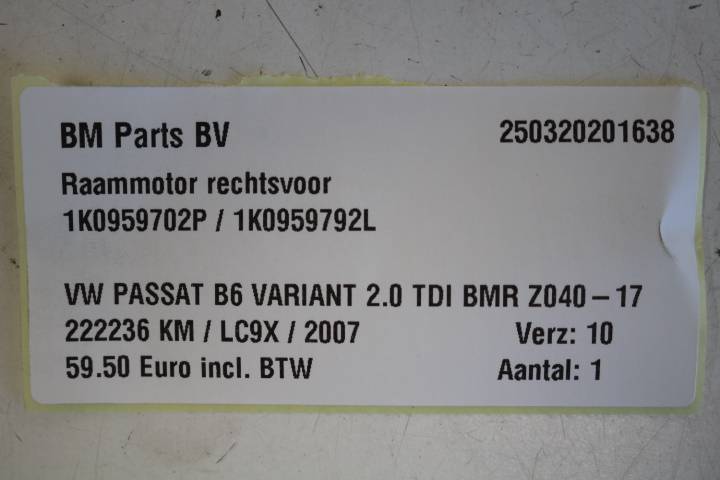 BM Parts BV 250320201638
Raammotor rechtsvoor
1K0959702P / 1K0959792L
VW PASSAT B6 VARIANT 2.0 TDI BMR Z040-17
222236 KM / LC9X / 2007 Verz: 10
59.50 Euro incl. BTW Aantal: 1